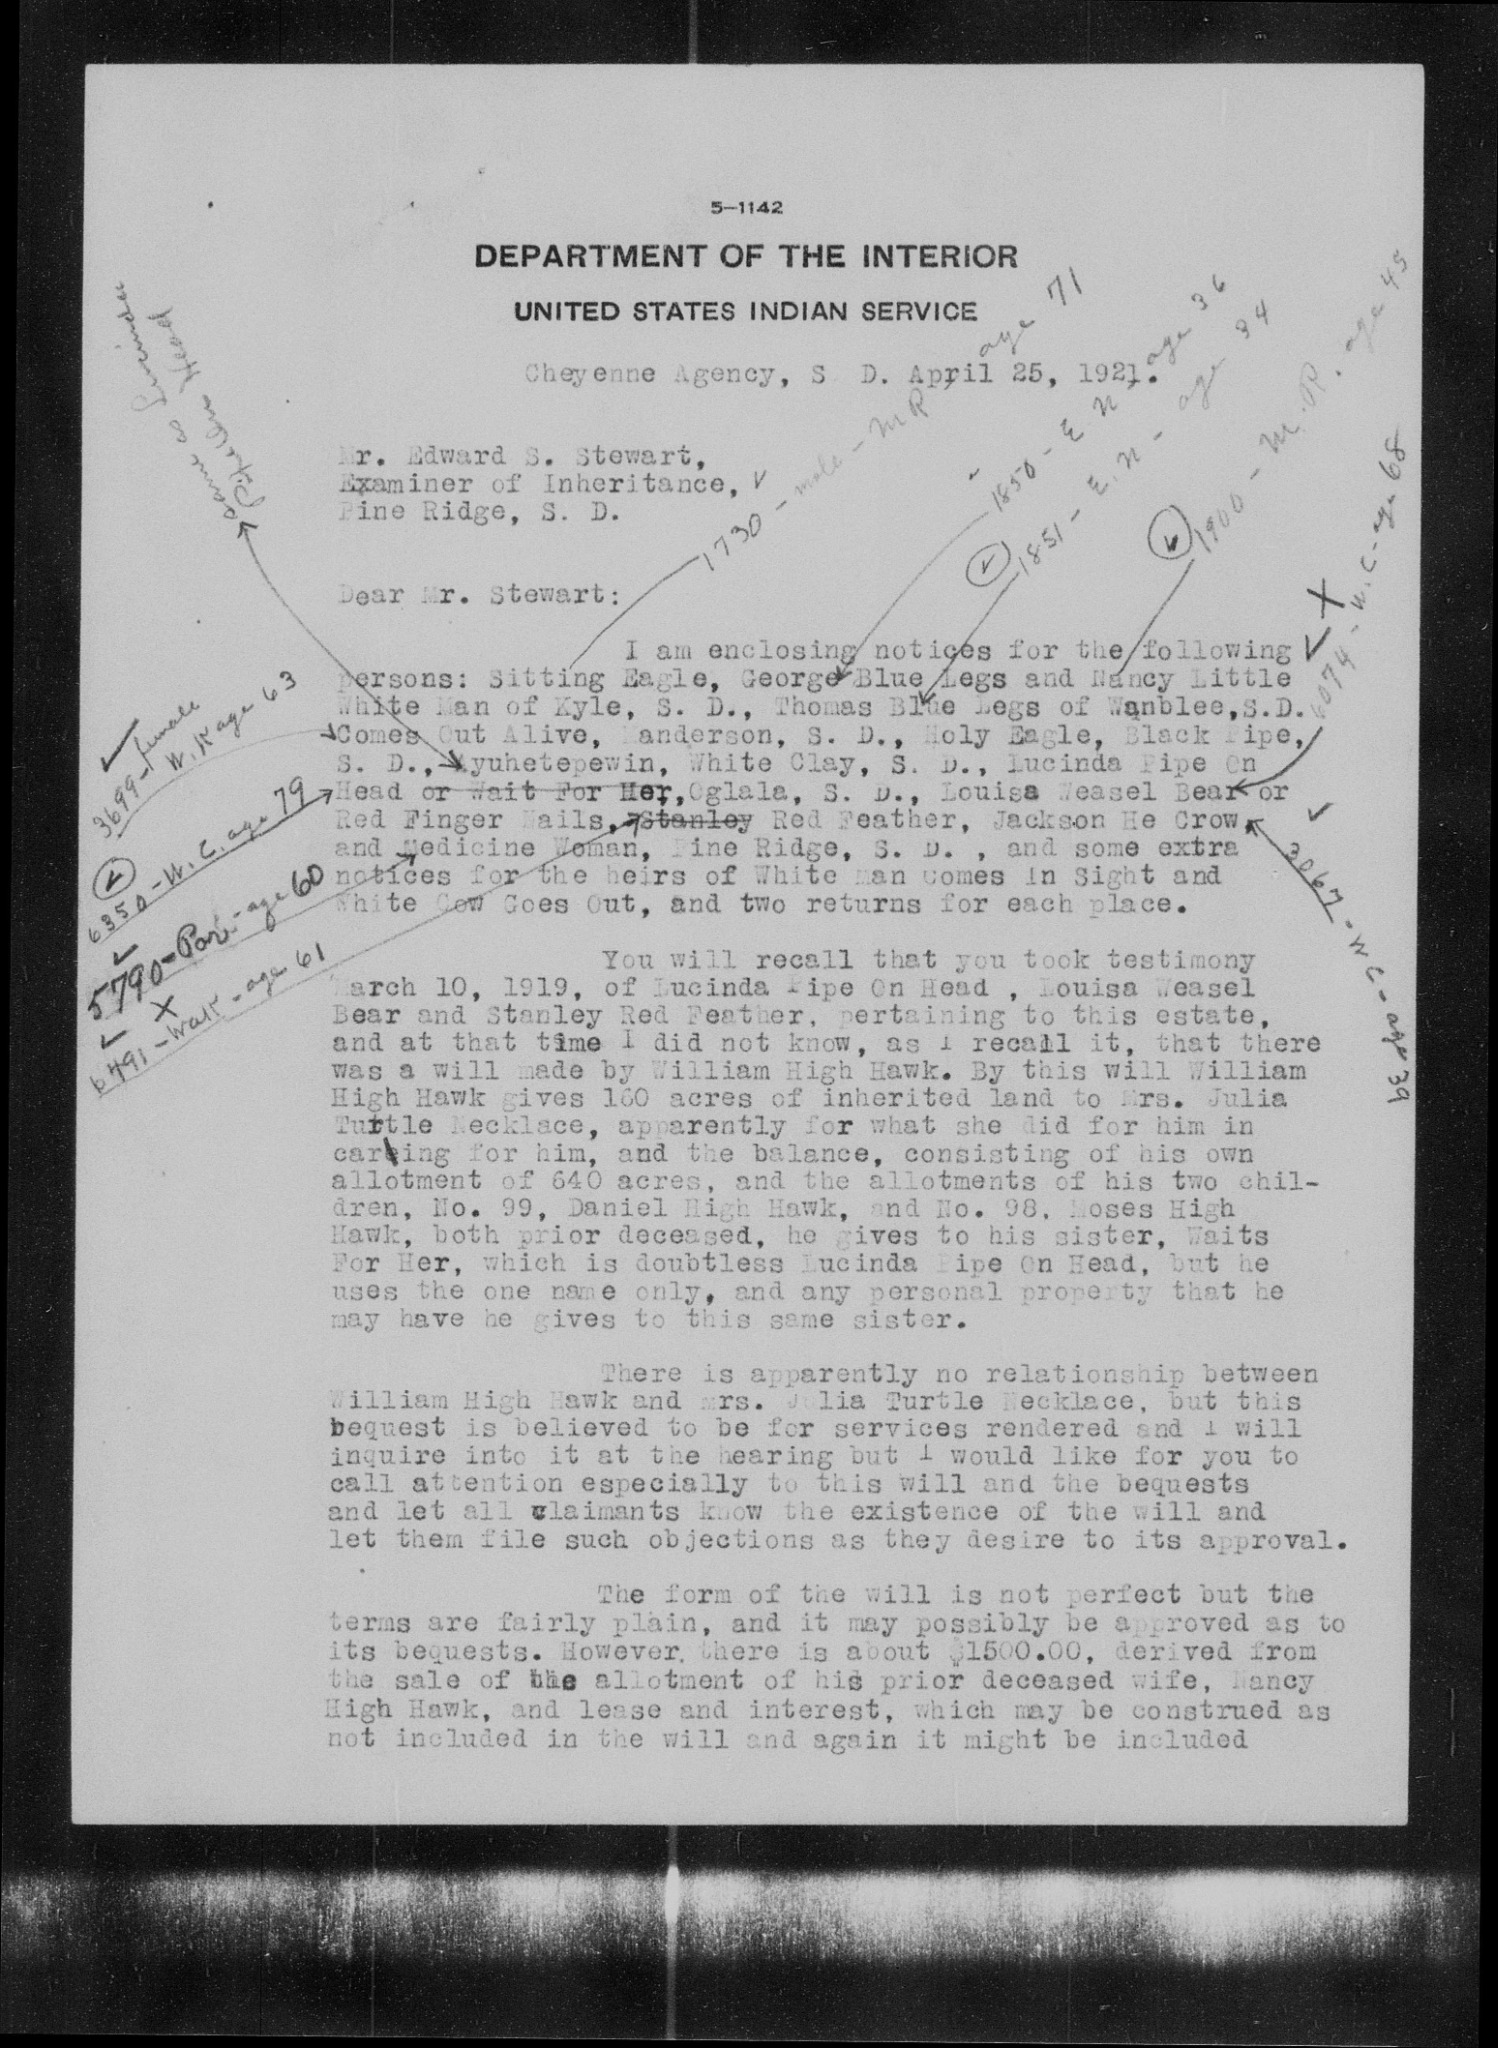 5—1142
DEPARTMENT OF THE INTERIOR
UNITED STATES INDIAN SERVICE
Cheyenne Agency, S D. April 25, 1921.
Mr. Edward S. Stewart,
Examiner of Inheritance,
Pine Ridge, S. D.
Dear Mr. Stewart:
I am enclosing notices for the following
persons: Sitting Eagle, George Blue Legs and Nancy Little
White Man of Kyle, S. D., Thomas Blue Legs of Wanblee,S.D.
Comes Out Alive, Manderson, S. D., Holy Eagle, Black Pipe,
S. D., Kyuhetepewin, White Clay, S. D., Lucinda Pipe On
Head or Wait For Her, Oglala, S. D., Louisa Weasel Bear or
Red Finger Nails, Stanley Red Feather, Jackson He Crow,
and Medicine Woman, Pine Ridge, S. D. , and some extra
notices for the heirs of White Man Comes In Sight and
White Cow Goes Out, and two returns for each place.
You will recall that you took testimony
March 10, 1919, of Lucinda Pipe On Head , Louisa Weasel
Bear and Stanley Red Feather, pertaining to this estate,
and at that time I did not know, as I recall it, that there
was a will made by William High Hawk. By this will William
High Hawk gives 160 acres of inherited land to Mrs. Julia
Turtle Necklace, apparently for what she did for him in
careing for him, and the balance, consisting of his own
allotment of 640 acres, and the allotments of his two chil-
dren, No. 99, Daniel High Hawk, and No. 98, Moses High
Hawk, both prior deceased, he gives to his sister, Waits
For Her, which is doubtless Lucinda Pipe On Head, but he
uses the one name only, and any personal property that he
may have he gives to this same sister.
There is apparently no relationship between
William High Hawk and Mrs. Julia Turtle Necklace, but this
bequest is believed to be for services rendered and I will
inquire into it at the hearing but I would like for you to
call attention especially to this will and the bequests
and let all claimants know the existence of the will and
let them file such objections as they desire to its approval.
The form of the will is not perfect but the
terms are fairly plain, and it may possibly be approved as to
its bequests. However, there is about $1500.00, derived from
the sale of the allotment of his prior deceased wife, Nancy
High Hawk, and lease and interest, which may be construed as
not included in the will and again it might be included
same as Lucinda
Pipe On Head
1730 - male - M R age 71
1850 - E N age 36
1851 - E. N - age 34
1900 - M. R. age 45
6074 - W. C - age 68
3067 - W C - age 39
3699 - female
W. K age 63
6350 - W. C. age 79
5790 - Por - age 60
6491 - Wak - age 61